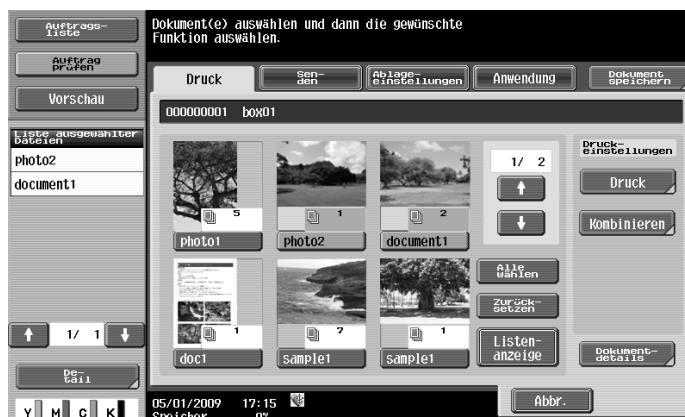 Auftrags-
liste
Auftrag
prüfen
Vorschau
Liste ausgewählter
Dateien
photo2
document1
1/ 1
De-
tail
Y M C K
Dokument(e) auswählen und dann die gewünschte
Funktion auswählen.
Druck
Sen-
den
Ablage-
einstellungen
Anwendung
Dokument
speichern
000000001 box01
5
photo1
1
photo2
2
document1
1
doc1
7
sample1
1
sample1
1/ 2
Alle
wählen
Zurück-
setzen
Listen-
anzeige
Druck-
einstellungen
Druck
Kombinieren
Dokument-
details
05/01/2009 17:15
Speicher 0%
Abbr.